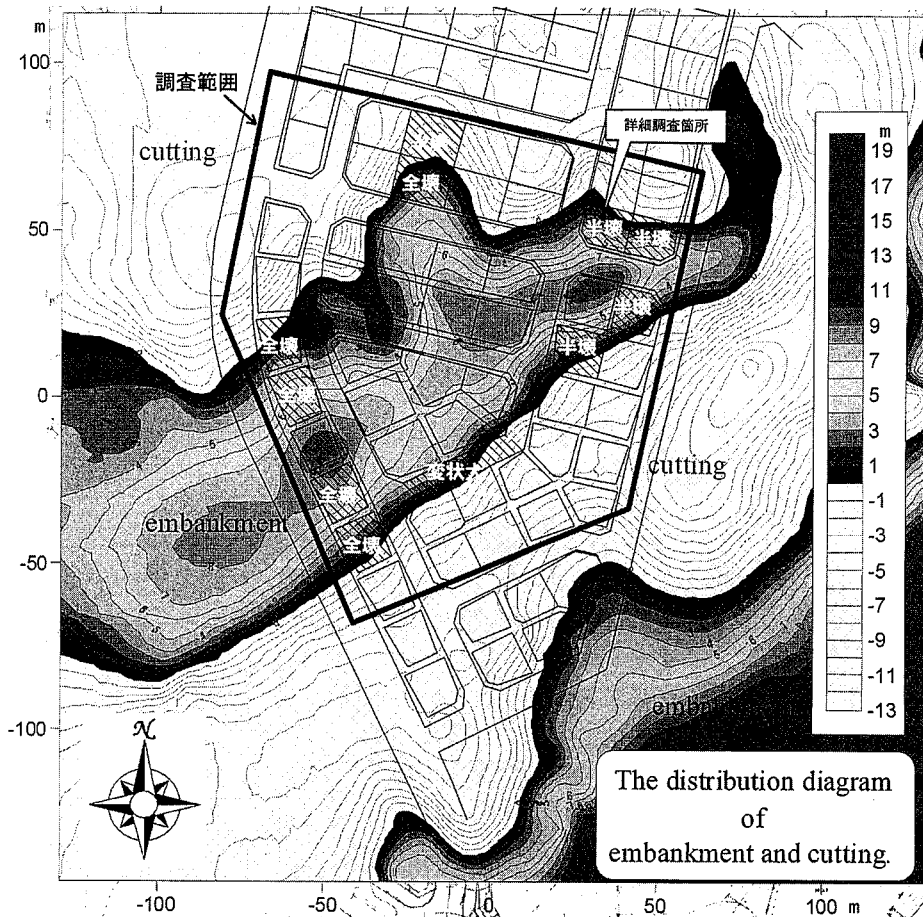 m
100
50
0
-50
-100
調査範囲
cutting
詳細調査箇所
全壊
半壊
半壊
半壊
全壊
半壊
全壊
変状大
cutting
全壊
embankment
全壊
m
19
17
15
13
11
9
7
5
3
1
-1
-3
-5
-7
-9
-11
-13
N
The distribution diagram
of
embankment and cutting.
-100
-50
0
50
100
m